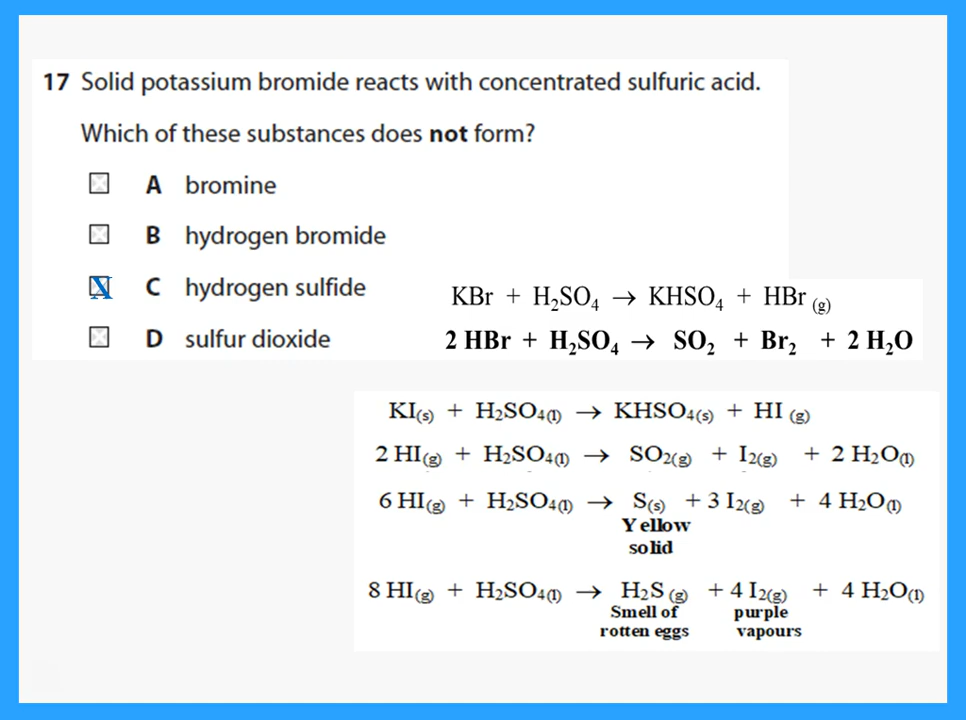 17 Solid potassium bromide reacts with concentrated sulfuric acid.
Which of these substances does not form?
A bromine
B hydrogen bromide
X C hydrogen sulfide
D sulfur dioxide
KBr + H₂SO₄ → KHSO₄ + HBr (g)
2 HBr + H₂SO₄ → SO₂ + Br₂ + 2 H₂O
KI(s) + H₂SO₄(l) → KHSO₄(s) + HI (g)
2 HI(g) + H₂SO₄(l) → SO₂(g) + I₂(g) + 2 H₂O(l)
6 HI(g) + H₂SO₄(l) → S(s) + 3 I₂(g) + 4 H₂O(l)
Yellow
solid
8 HI(g) + H₂SO₄(l) → H₂S (g) + 4 I₂(g) + 4 H₂O(l)
Smell of purple
rotten eggs vapours